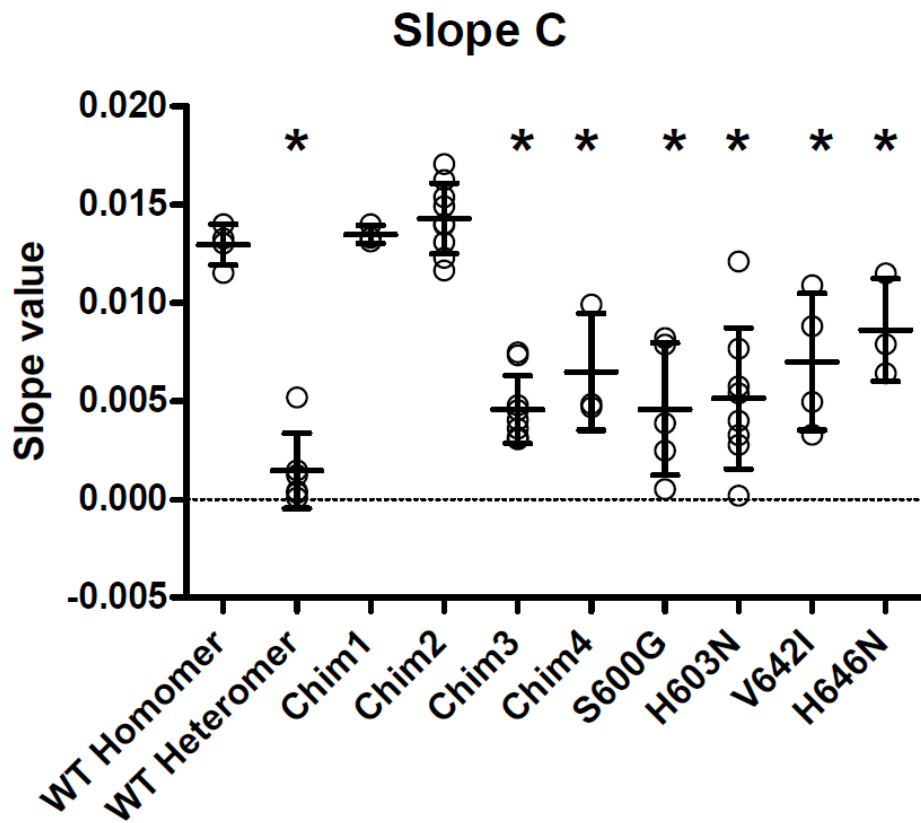 Slope C
Slope value
0.020
0.015
0.010
0.005
0.000
-0.005
* * * * * * *
WT Homomer
WT Heteromer
Chim1
Chim2
Chim3
Chim4
S600G
H603N
V642I
H646N